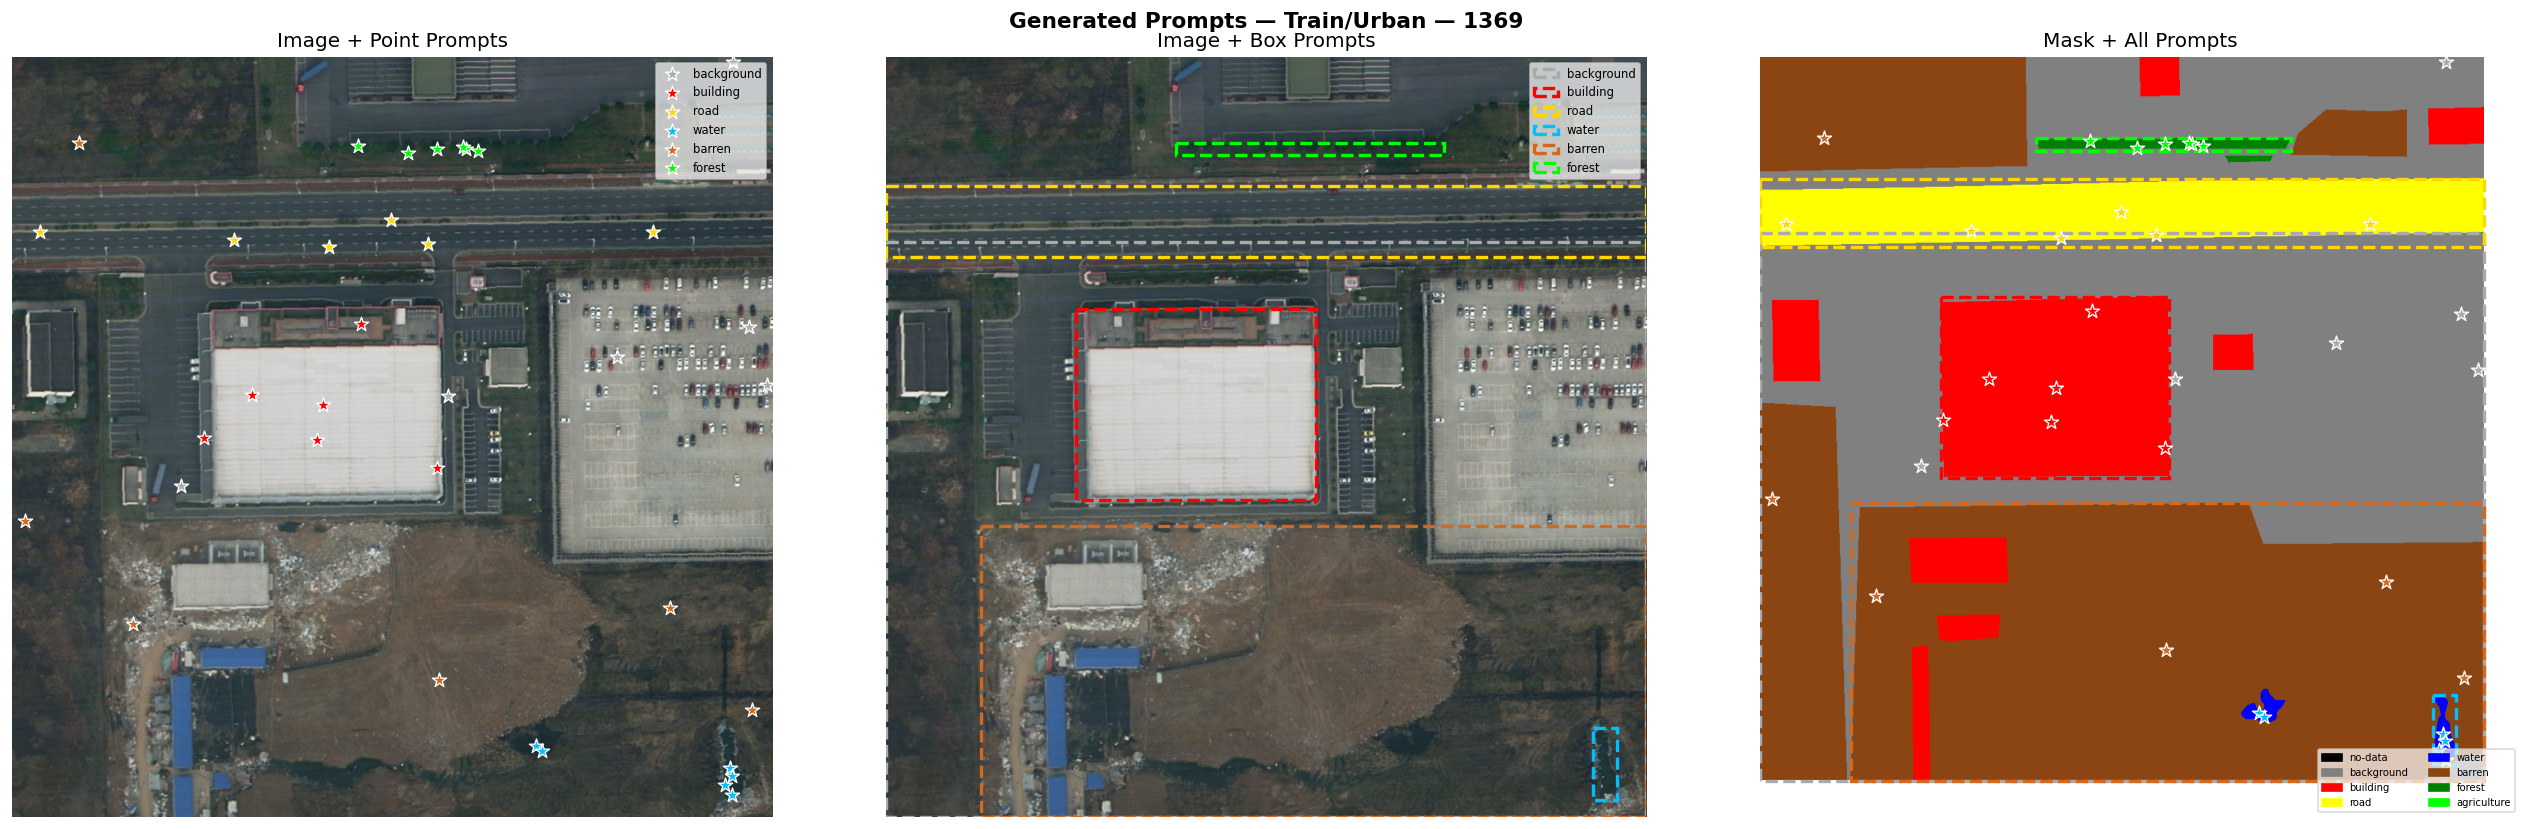 Generated Prompts — Train/Urban — 1369
Image + Point Prompts
background
building
road
water
barren
forest
Image + Box Prompts
background
building
road
water
barren
forest
Mask + All Prompts
no-data
background
building
road
water
barren
forest
agriculture